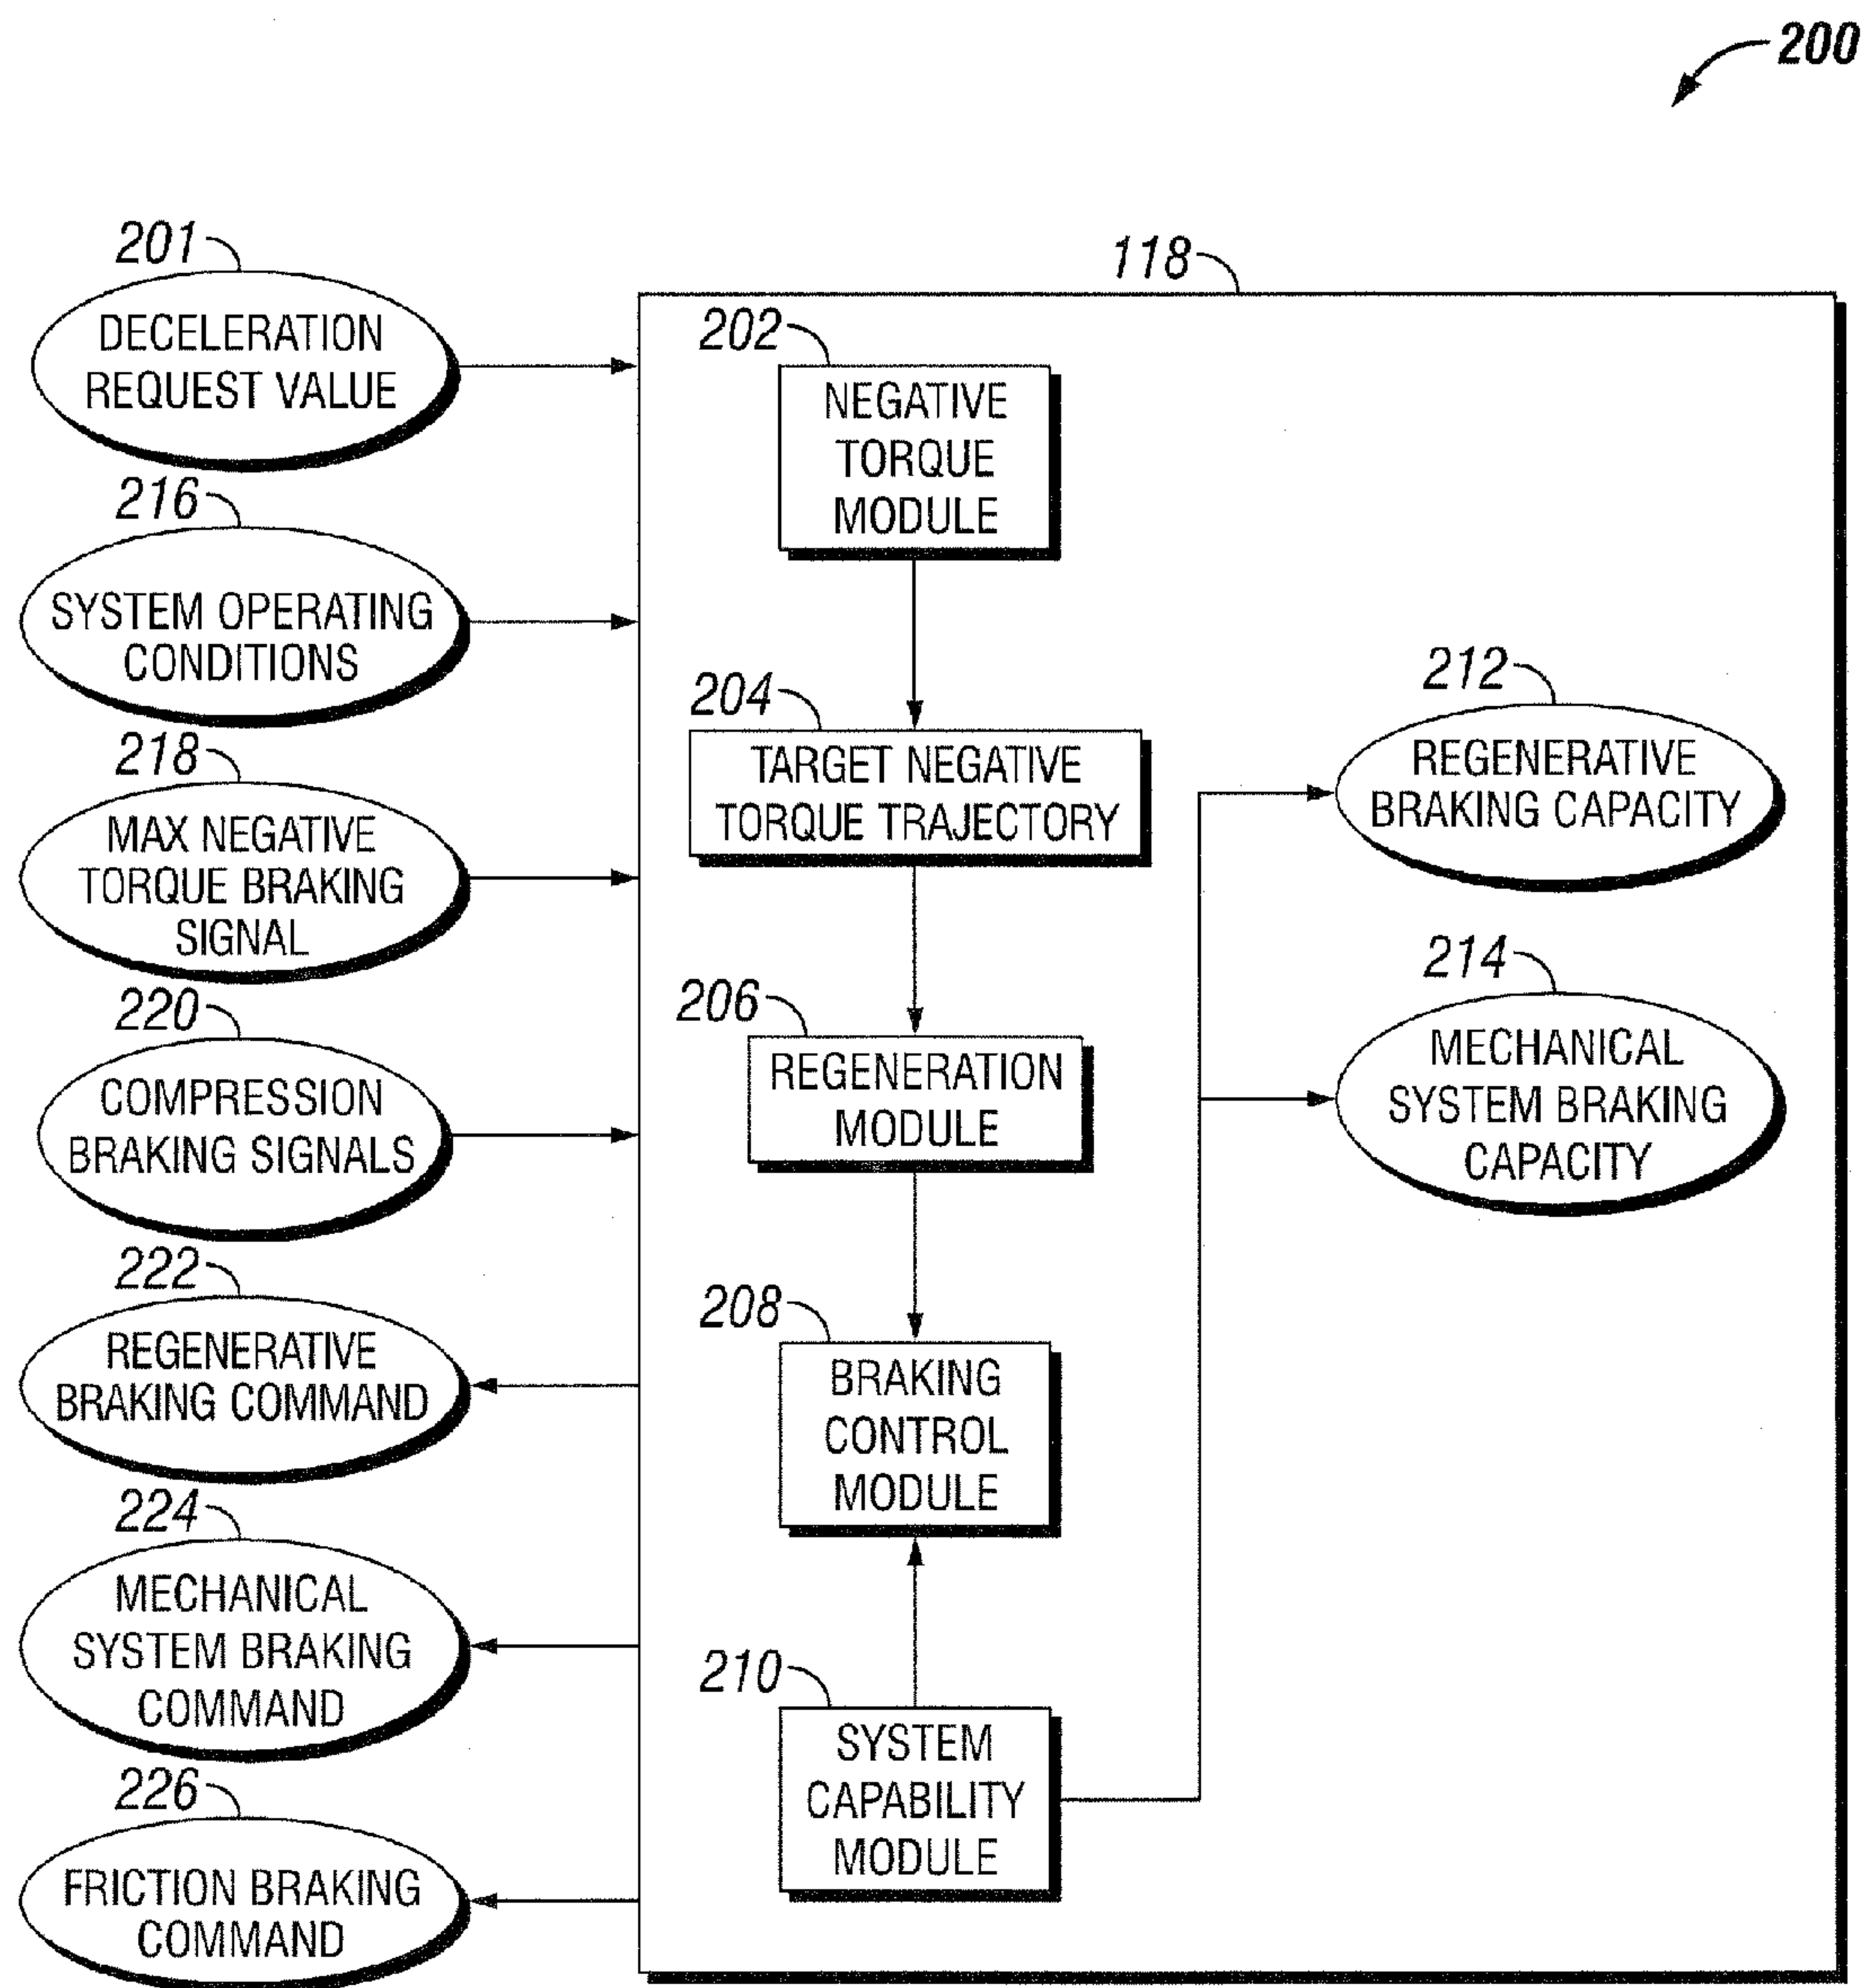 200
201
DECELERATION
REQUEST VALUE
216
SYSTEM OPERATING
CONDITIONS
218
MAX NEGATIVE
TORQUE BRAKING
SIGNAL
220
COMPRESSION
BRAKING SIGNALS
222
REGENERATIVE
BRAKING COMMAND
224
MECHANICAL
SYSTEM BRAKING
COMMAND
226
FRICTION BRAKING
COMMAND
118
202
NEGATIVE
TORQUE
MODULE
204
TARGET NEGATIVE
TORQUE TRAJECTORY
206
REGENERATION
MODULE
208
BRAKING
CONTROL
MODULE
210
SYSTEM
CAPABILITY
MODULE
212
REGENERATIVE
BRAKING CAPACITY
214
MECHANICAL
SYSTEM BRAKING
CAPACITY